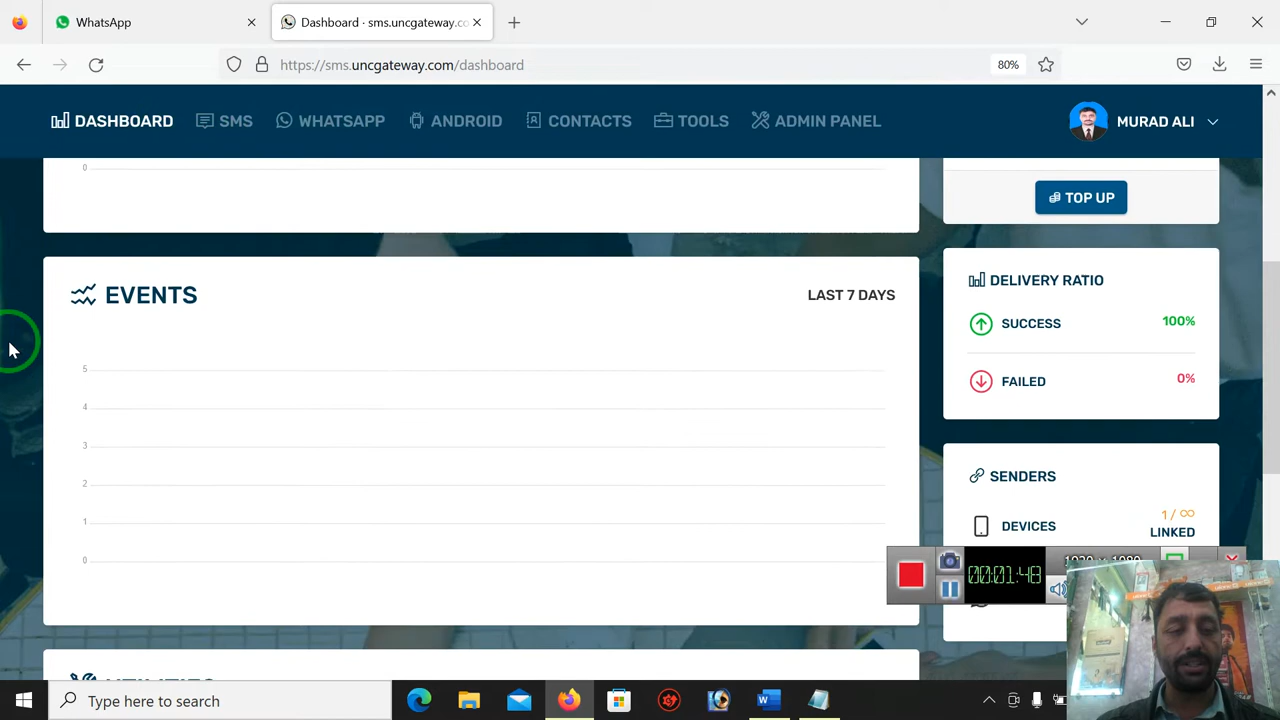 WhatsApp
Dashboard · sms.uncgateway.co
https://sms.uncgateway.com/dashboard
80%
DASHBOARD
SMS
WHATSAPP
ANDROID
CONTACTS
TOOLS
ADMIN PANEL
MURAD ALI
0
TOP UP
EVENTS
LAST 7 DAYS
5
4
3
2
1
0
DELIVERY RATIO
SUCCESS
100%
FAILED
0%
SENDERS
1 / ∞
DEVICES
LINKED
00:01:48
Type here to search